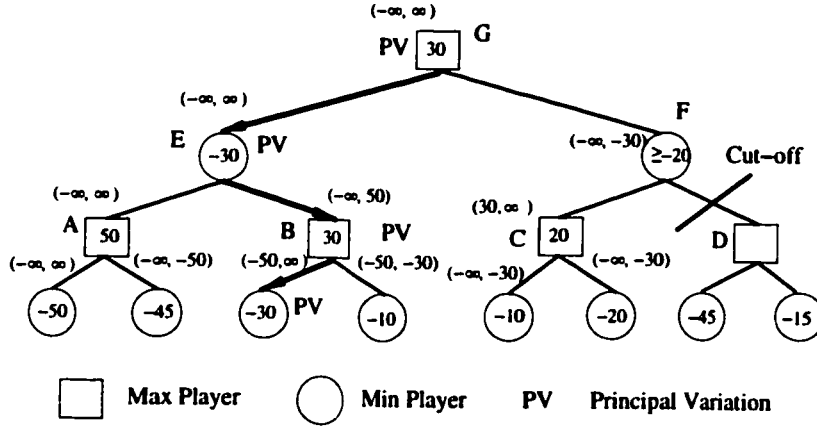 (-∞, ∞)
G
PV 30
(-∞, ∞)
F
E -30 PV
(-∞, -30) ≥-20 Cut-off
(-∞, ∞) (-∞, 50) (30, ∞)
A 50 B 30 PV C 20 D
(-∞, ∞) (-∞, -50) (-50, ∞) (-50, -30) (-∞, -30) (-∞, -30)
-50 -45 -30 PV -10 -10 -20 -45 -15
Max Player Min Player PV Principal Variation